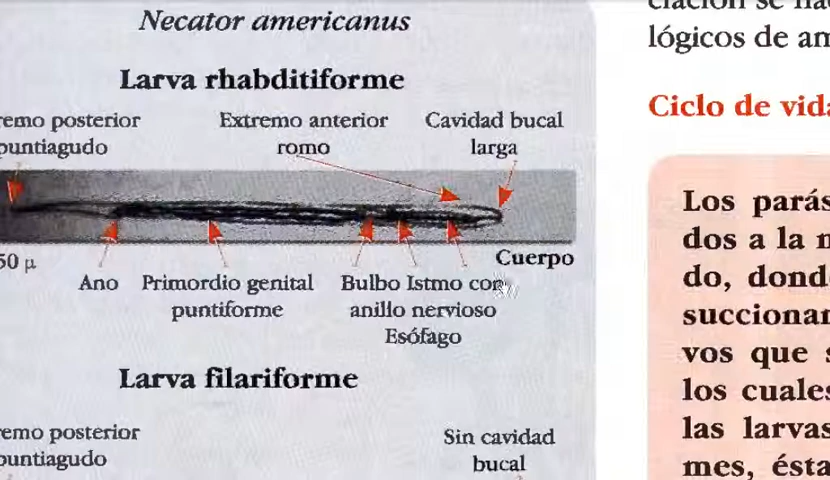 Necator americanus
Larva rhabditiforme
remo posterior
puntiagudo
Extremo anterior
romo
Cavidad bucal
larga
50 µ
Cuerpo
Ano
Primordio genital
puntiforme
Bulbo Istmo con
anillo nervioso
Esófago
Larva filariforme
remo posterior
puntiagudo
Sin cavidad
bucal
lógicos de am
Ciclo de vida
Los parás
dos a la n
do, dond
succionar
vos que s
los cuales
las larvas
mes, ésta